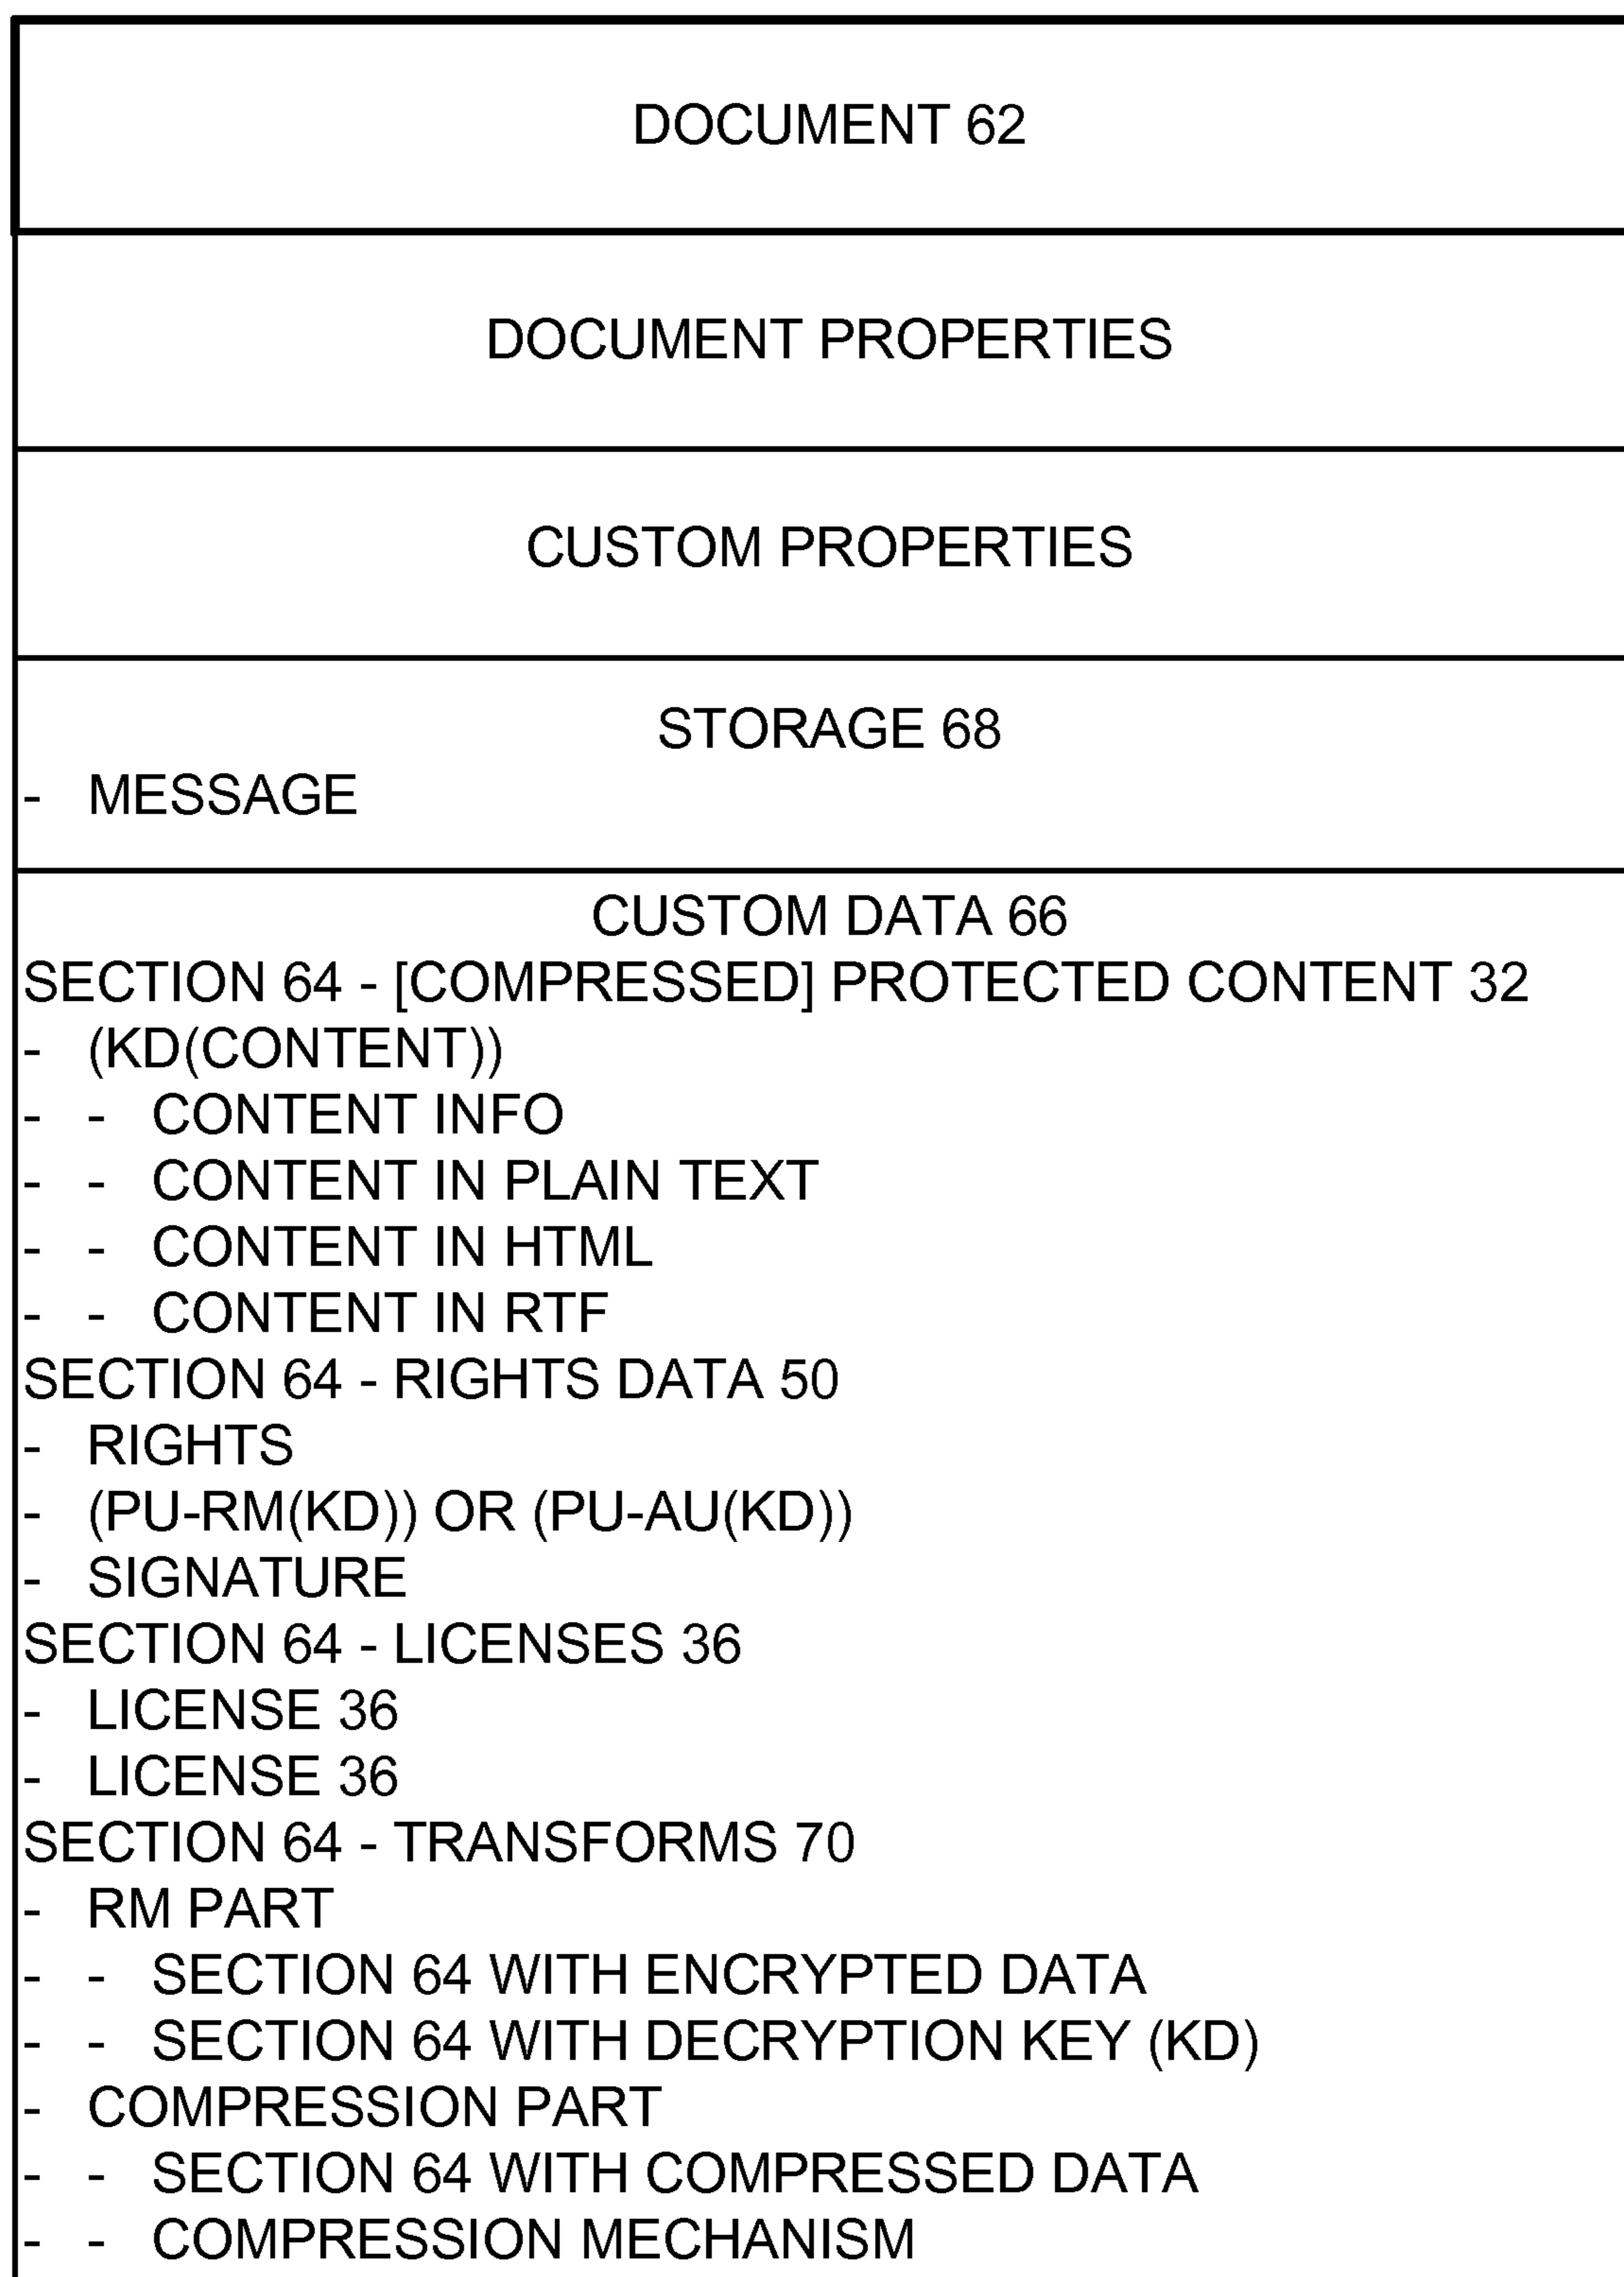 DOCUMENT 62
DOCUMENT PROPERTIES
CUSTOM PROPERTIES
STORAGE 68
- MESSAGE
CUSTOM DATA 66
SECTION 64 - [COMPRESSED] PROTECTED CONTENT 32
- (KD(CONTENT))
- - CONTENT INFO
- - CONTENT IN PLAIN TEXT
- - CONTENT IN HTML
- - CONTENT IN RTF
SECTION 64 - RIGHTS DATA 50
- RIGHTS
- (PU-RM(KD)) OR (PU-AU(KD))
- SIGNATURE
SECTION 64 - LICENSES 36
- LICENSE 36
- LICENSE 36
SECTION 64 - TRANSFORMS 70
- RM PART
- - SECTION 64 WITH ENCRYPTED DATA
- - SECTION 64 WITH DECRYPTION KEY (KD)
- COMPRESSION PART
- - SECTION 64 WITH COMPRESSED DATA
- - COMPRESSION MECHANISM